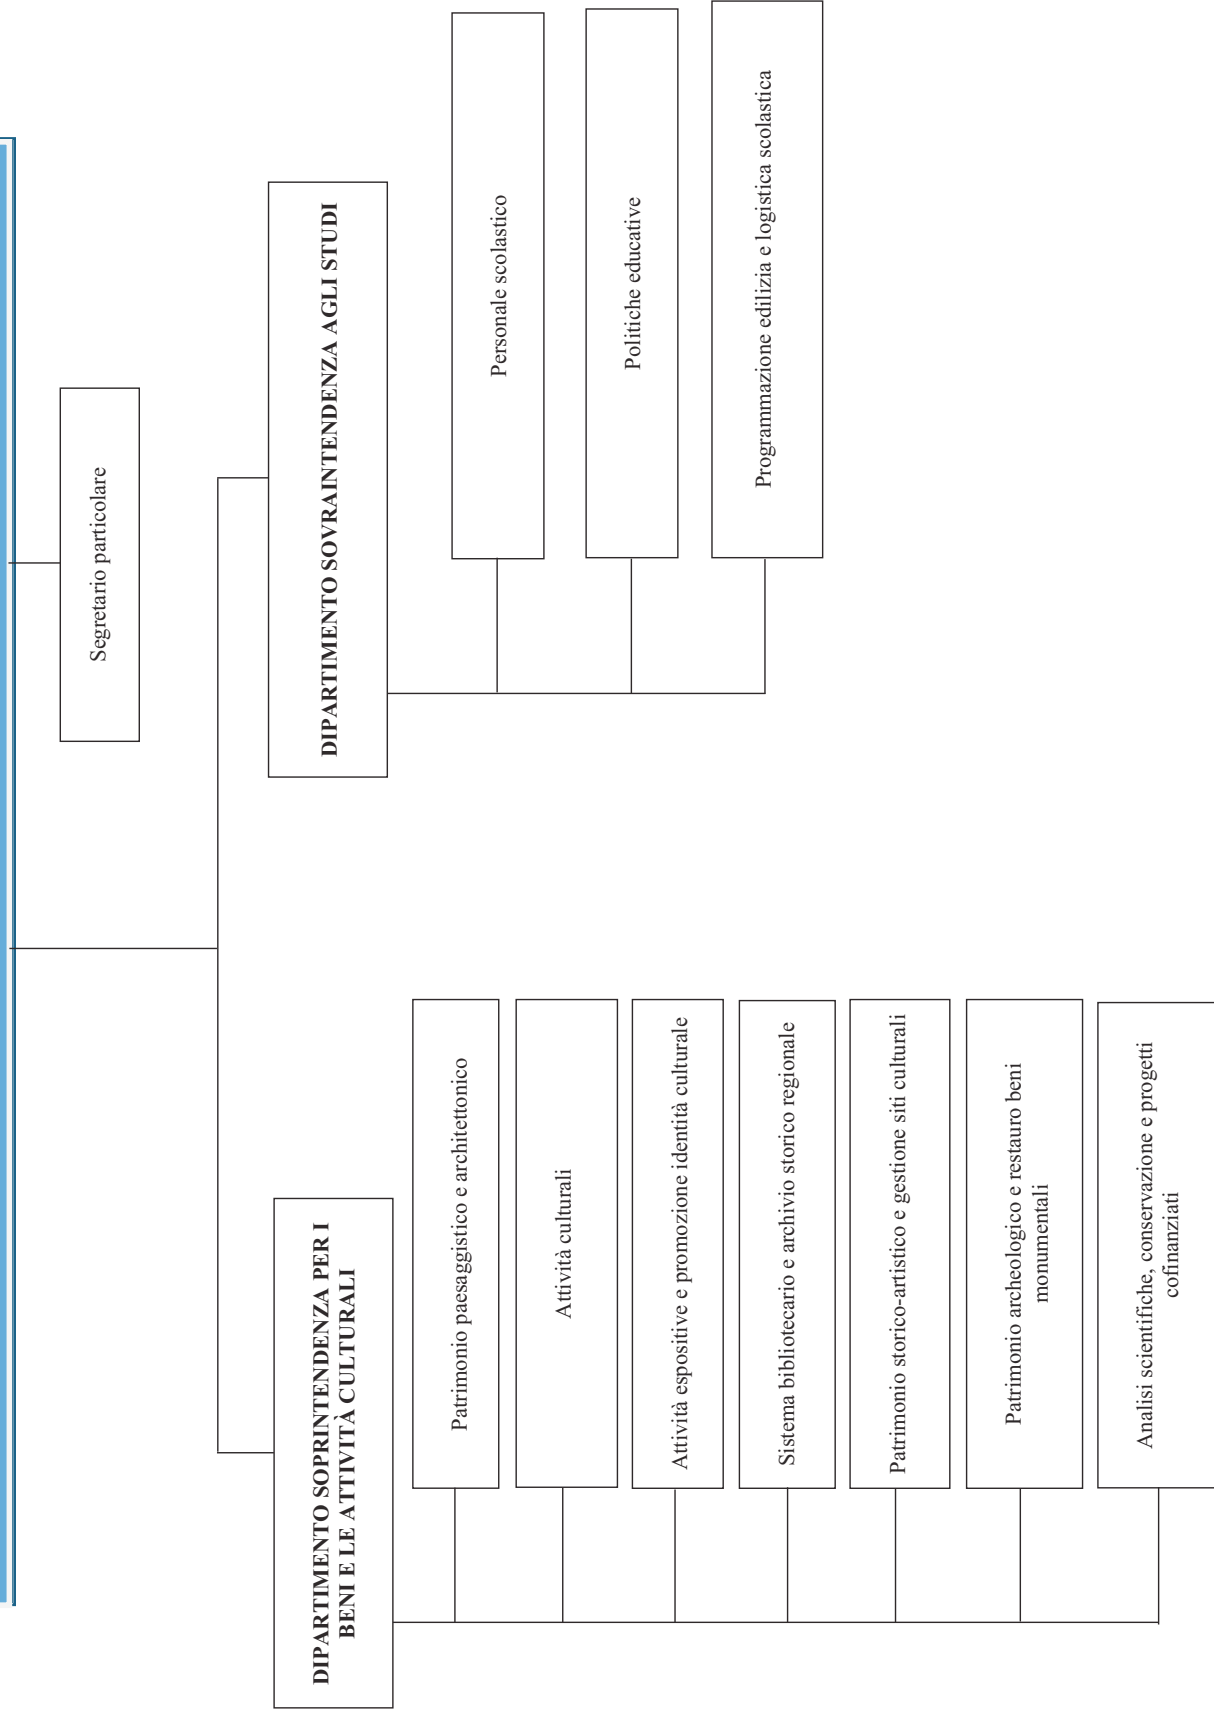 Segretario particolare
DIPARTIMENTO SOPRINTENDENZA PER I
BENI E LE ATTIVITÀ CULTURALI
Patrimonio paesaggistico e architettonico
Attività culturali
Attività espositive e promozione identità culturale
Sistema bibliotecario e archivio storico regionale
Patrimonio storico-artistico e gestione siti culturali
Patrimonio archeologico e restauro beni
monumentali
Analisi scientifiche, conservazione e progetti
cofinanziati
DIPARTIMENTO SOVRAINTENDENZA AGLI STUDI
Personale scolastico
Politiche educative
Programmazione edilizia e logistica scolastica